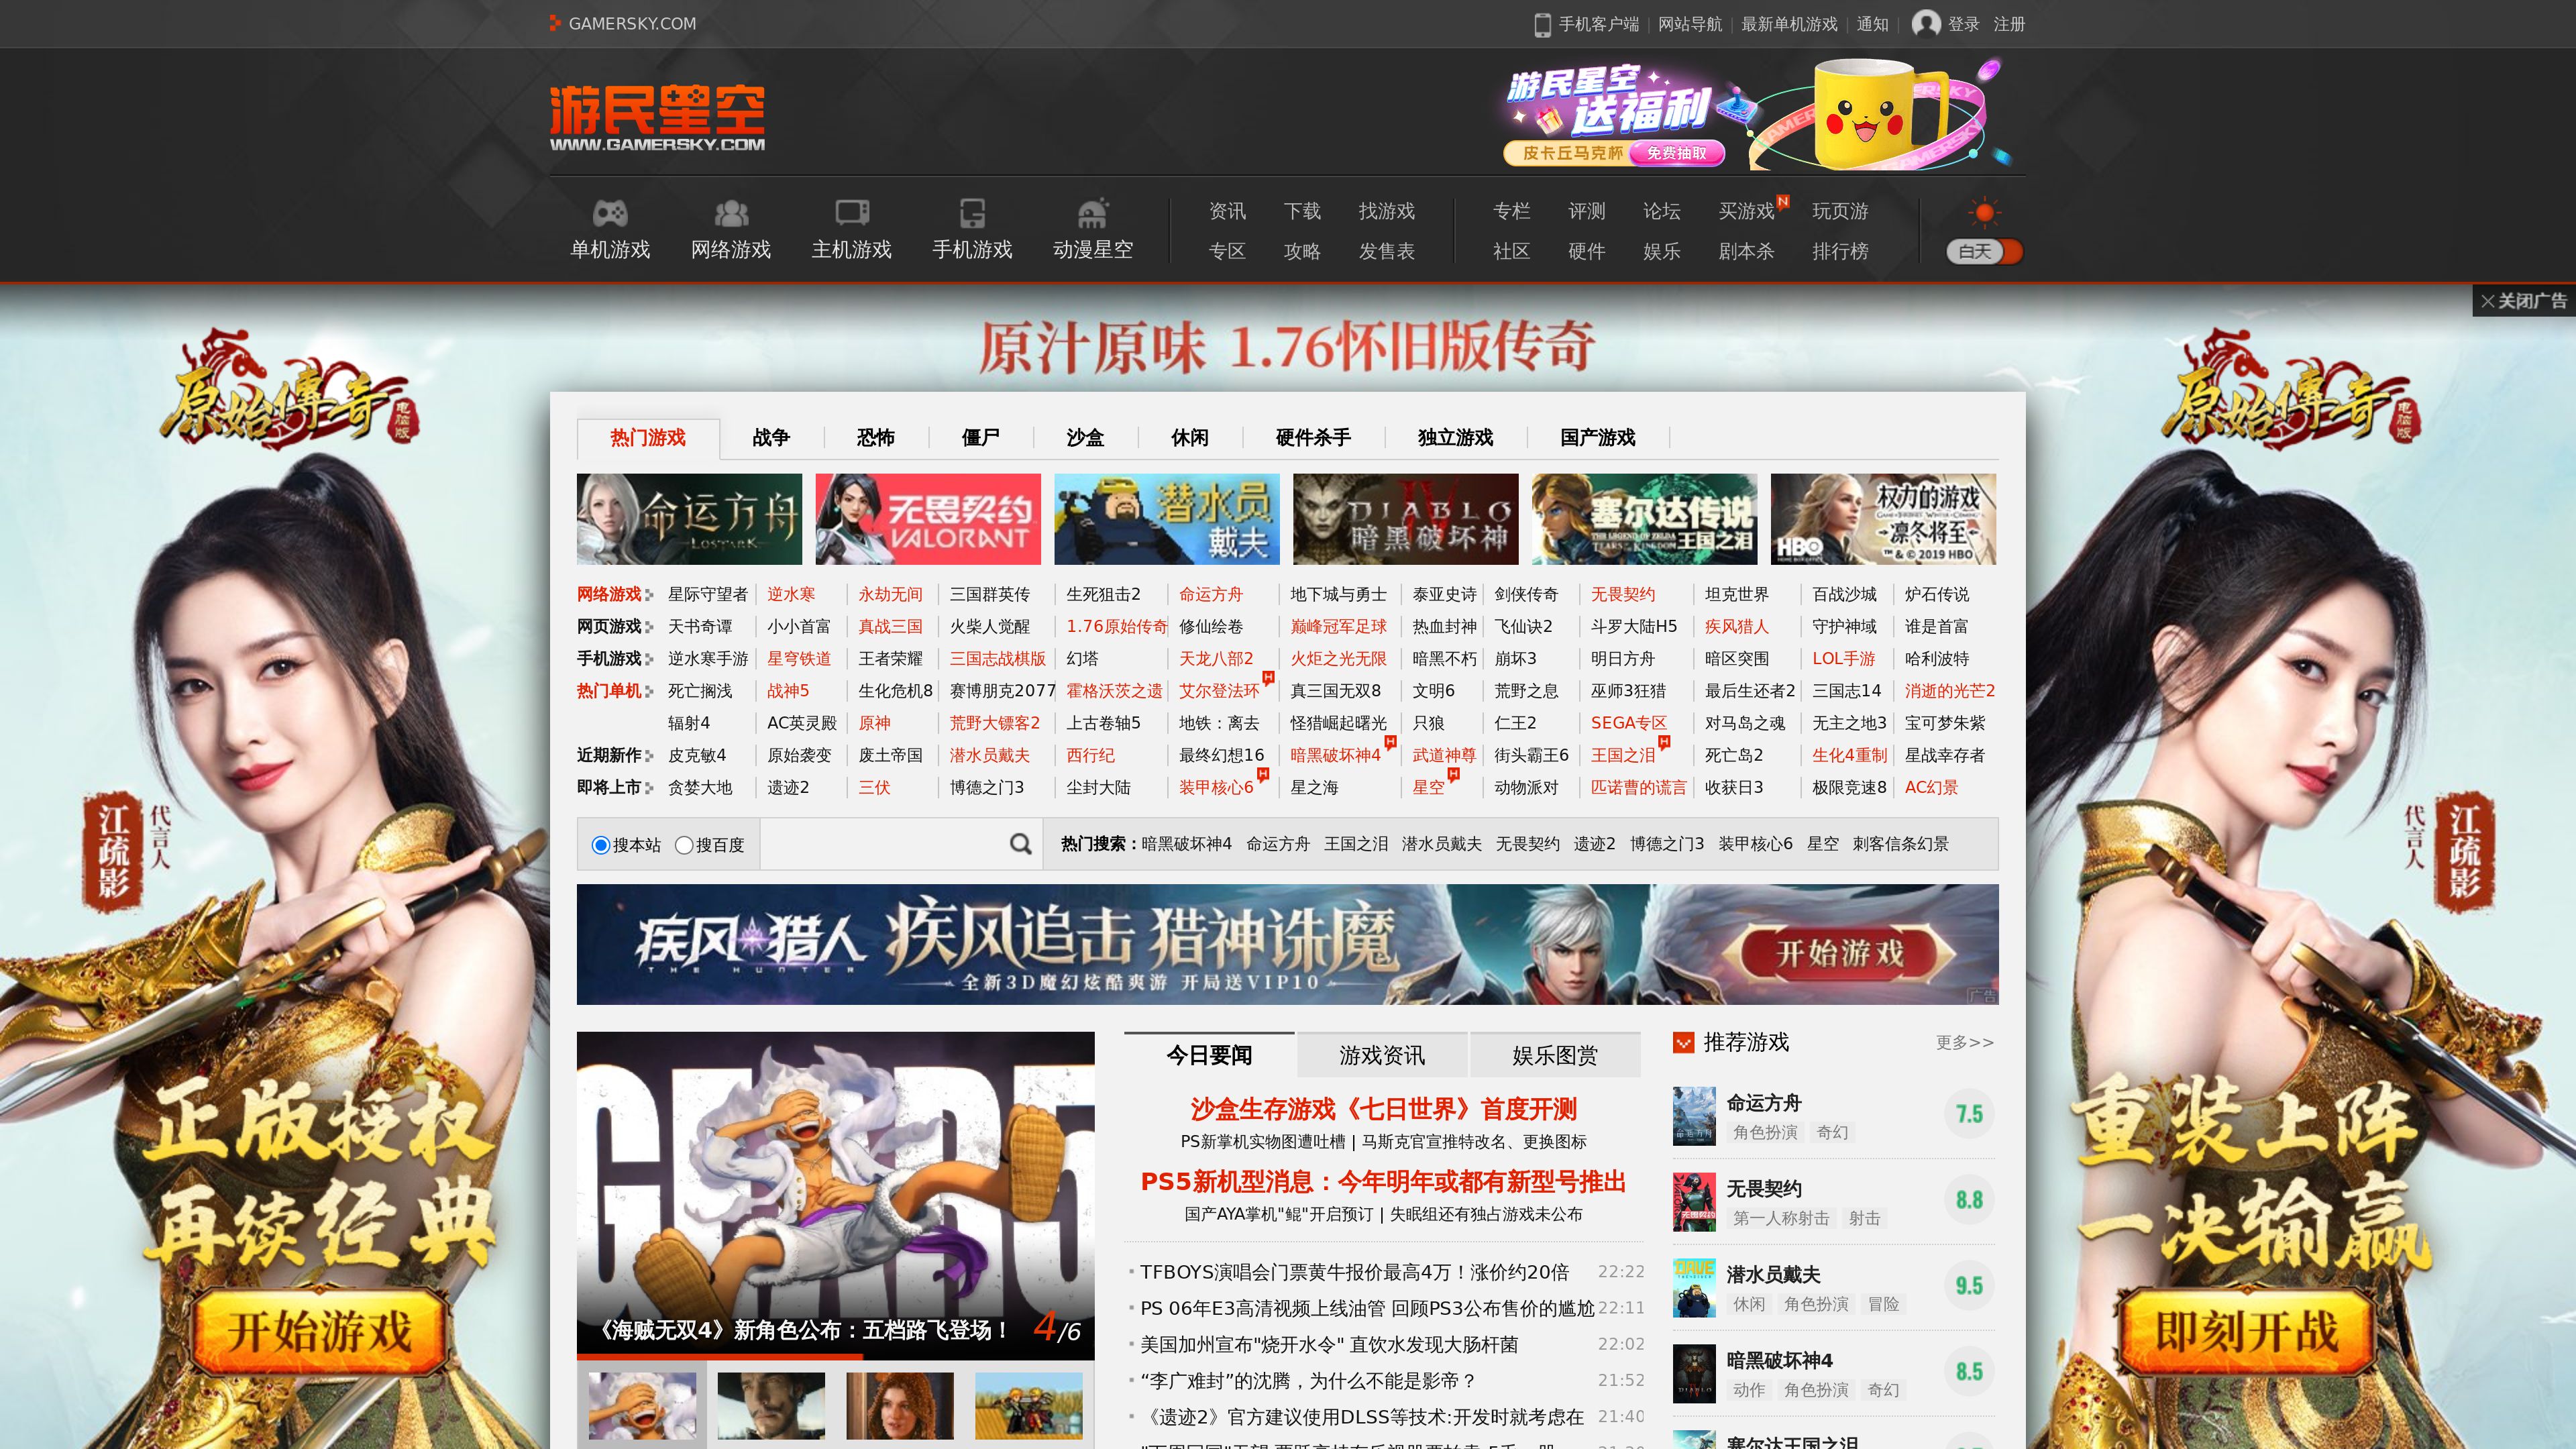 GAMERSKY.COM
手机客户端 | 网站导航 | 最新单机游戏 | 通知 | 登录 注册
游民星空
WWW.GAMERSKY.COM
游民星空
送福利
皮卡丘马克杯 免费抽取
单机游戏 网络游戏 主机游戏 手机游戏 动漫星空
资讯 下载 找游戏 专栏 评测 论坛 买游戏 N 玩页游
专区 攻略 发售表 社区 硬件 娱乐 剧本杀 排行榜
白天
关闭广告
原汁原味 1.76怀旧版传奇
原始傳奇 电脑版
原始傳奇 电脑版
热门游戏 战争 恐怖 僵尸 沙盒 休闲 硬件杀手 独立游戏 国产游戏
命运方舟
LOST ARK
无畏契约
VALORANT
潜水员
戴夫
DIABLO IV
暗黑破坏神
塞尔达传说
THE LEGEND OF ZELDA
TEARS OF THE KINGDOM 王国之泪
权力的游戏
GAME OF THRONES WINTER IS COMING
凛冬将至
HBO ™ & © 2019 HBO
网络游戏 星际守望者 逆水寒 永劫无间 三国群英传 生死狙击2 命运方舟 地下城与勇士 泰亚史诗 剑侠传奇 无畏契约 坦克世界 百战沙城 炉石传说
网页游戏 天书奇谭 小小首富 真战三国 火柴人觉醒 1.76原始传奇 修仙绘卷 巅峰冠军足球 热血封神 飞仙诀2 斗罗大陆H5 疾风猎人 守护神域 谁是首富
手机游戏 逆水寒手游 星穹铁道 王者荣耀 三国志战棋版 幻塔 天龙八部2 火炬之光无限 暗黑不朽 崩坏3 明日方舟 暗区突围 LOL手游 哈利波特
热门单机 死亡搁浅 战神5 生化危机8 赛博朋克2077 霍格沃茨之遗 艾尔登法环 H 真三国无双8 文明6 荒野之息 巫师3狂猎 最后生还者2 三国志14 消逝的光芒2
辐射4 AC英灵殿 原神 荒野大镖客2 上古卷轴5 地铁：离去 怪猎崛起曙光 只狼 仁王2 SEGA专区 对马岛之魂 无主之地3 宝可梦朱紫
近期新作 皮克敏4 原始袭变 废土帝国 潜水员戴夫 西行纪 最终幻想16 暗黑破坏神4 H 武道神尊 街头霸王6 王国之泪 H 死亡岛2 生化4重制 星战幸存者
即将上市 贪婪大地 遗迹2 三伏 博德之门3 尘封大陆 装甲核心6 H 星之海 星空 H 动物派对 匹诺曹的谎言 收获日3 极限竞速8 AC幻景
搜本站 搜百度 热门搜索：暗黑破坏神4 命运方舟 王国之泪 潜水员戴夫 无畏契约 遗迹2 博德之门3 装甲核心6 星空 刺客信条幻景
代言人 江疏影
代言人 江疏影
疾风猎人
THE HUNTER
疾风追击 猎神诛魔
全新3D魔幻炫酷爽游 开局送VIP10
开始游戏
广告
正版授权
再续经典
开始游戏
重装上阵
一决输赢
即刻开战
《海贼无双4》新角色公布：五档路飞登场！ 4/6
今日要闻 游戏资讯 娱乐图赏
沙盒生存游戏《七日世界》首度开测
PS新掌机实物图遭吐槽 | 马斯克官宣推特改名、更换图标
PS5新机型消息：今年明年或都有新型号推出
国产AYA掌机"鲲"开启预订 | 失眠组还有独占游戏未公布
TFBOYS演唱会门票黄牛报价最高4万！涨价约20倍 22:22
PS 06年E3高清视频上线油管 回顾PS3公布售价的尴尬 22:11
美国加州宣布"烧开水令" 直饮水发现大肠杆菌 22:02
“李广难封”的沈腾，为什么不能是影帝？ 21:52
《遗迹2》官方建议使用DLSS等技术:开发时就考虑在 21:40
推荐游戏 更多>>
命运方舟
角色扮演 奇幻
7.5
无畏契约
第一人称射击 射击
8.8
潜水员戴夫
休闲 角色扮演 冒险
9.5
暗黑破坏神4
动作 角色扮演 奇幻
8.5
塞尔达王国之泪